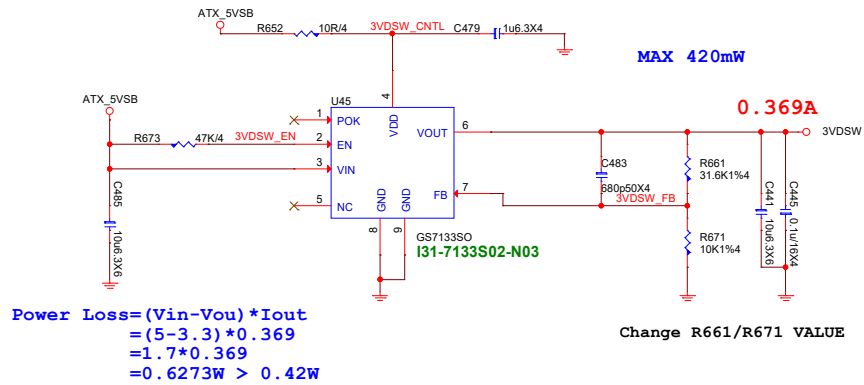 ATX_5VSB
R652
10R/4
3VDSW_CNTL
C479
1u6.3X4
MAX 420mW
ATX_5VSB
U45
4
0.369A
1
POK
VDD
R673
47K/4
3VDSW_EN
2
EN
VOUT
6
3VDSW
3
VIN
C483
680p50X4
R661
31.6K1%4
C485
10u6.3X6
5
NC
GND
GND
FB
7
3VDSW_FB
C441
10u6.3X6
C445
0.1u/16X4
8
9
GS7133SO
I31-7133S02-N03
R671
10K1%4
Power Loss=(Vin-Vou)*Iout
=(5-3.3)*0.369
=1.7*0.369
=0.6273W > 0.42W
Change R661/R671 VALUE